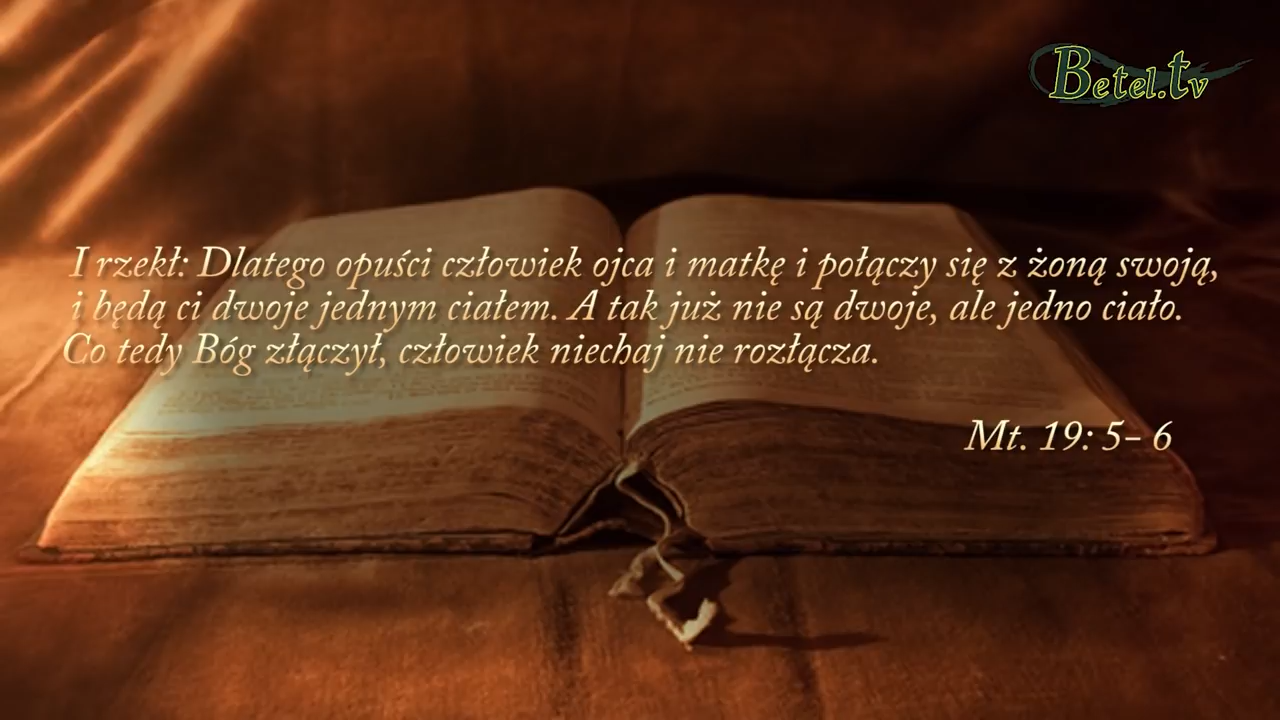 Betel.tv
I rzekł: Dlatego opuści człowiek ojca i matkę i połączy się z żoną swoją,
i będą ci dwoje jednym ciałem. A tak już nie są dwoje, ale jedno ciało.
Co tedy Bóg złączył, człowiek niechaj nie rozłącza.
Mt. 19: 5- 6